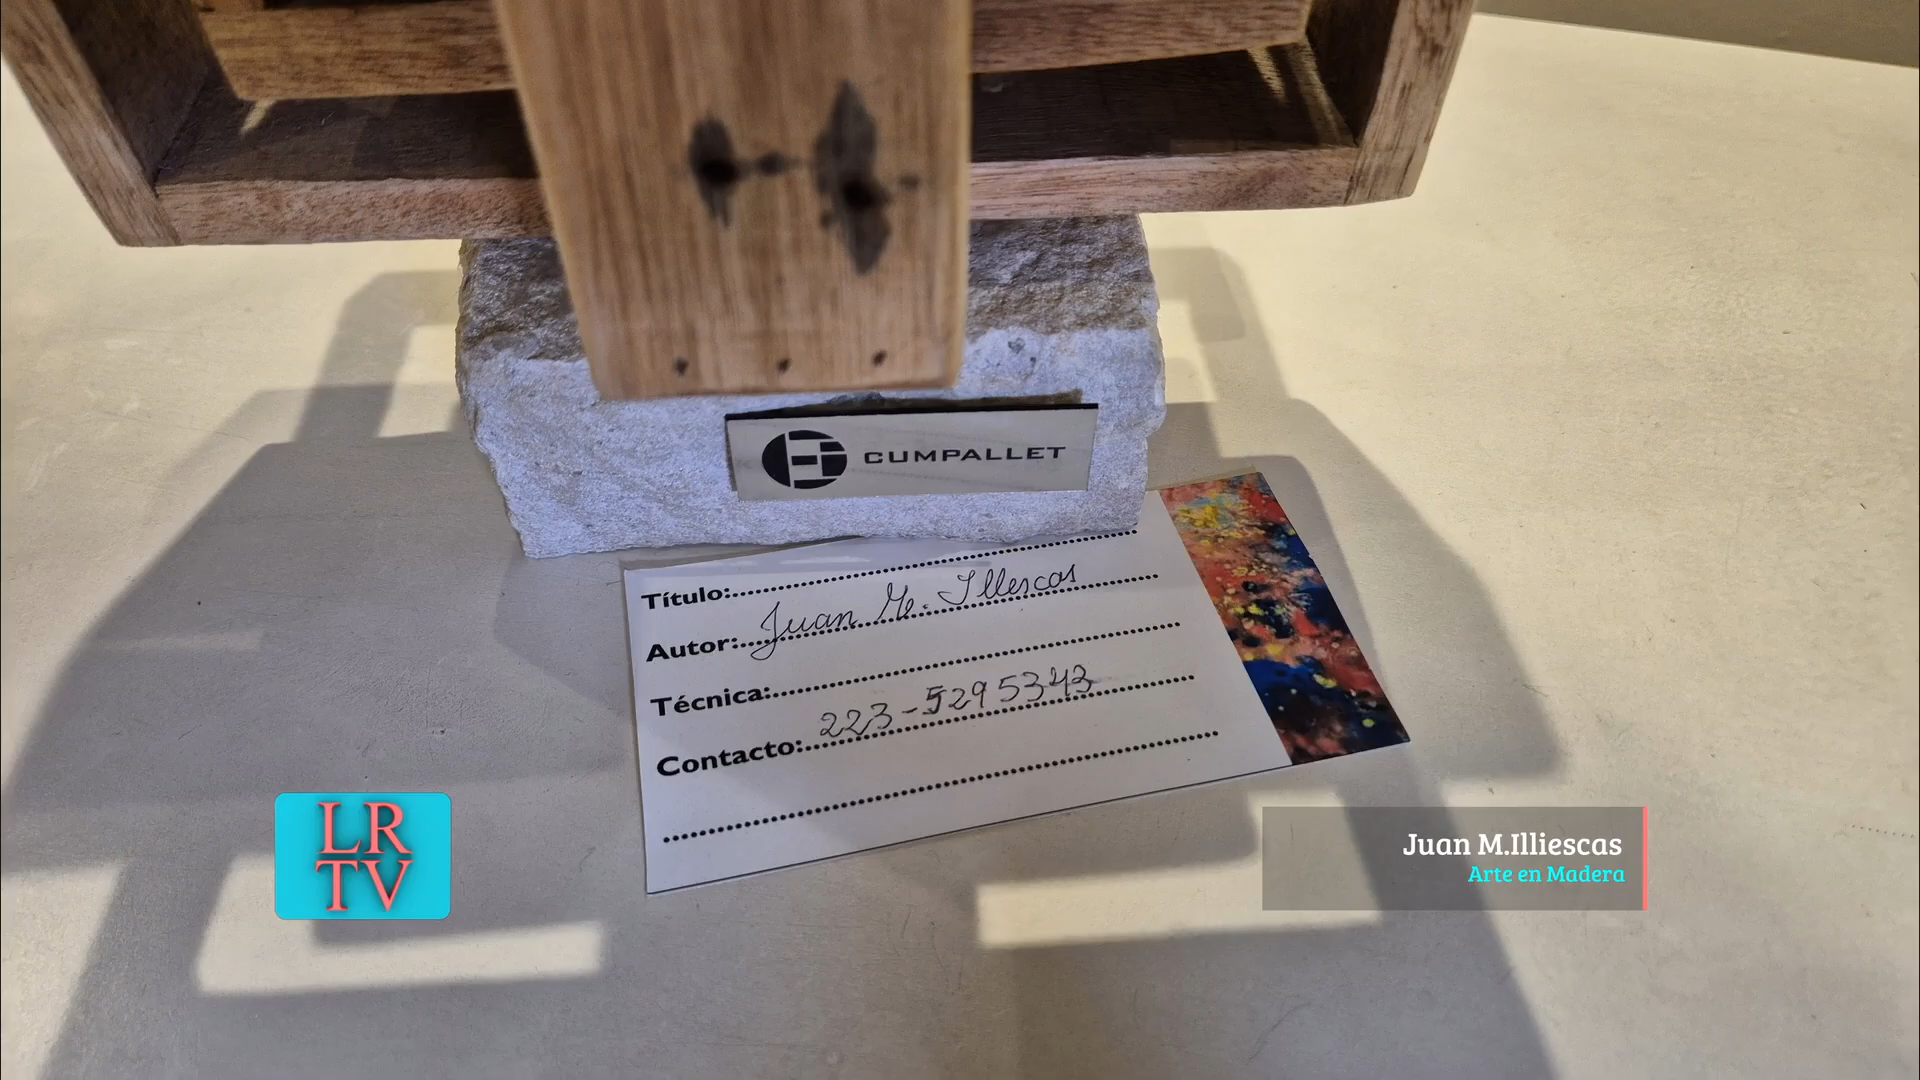 CUMPALLET
Título:
Autor: Juan M. Illescas
Técnica:
Contacto: 223-5295343
LR
TV
Juan M.Illiescas
Arte en Madera